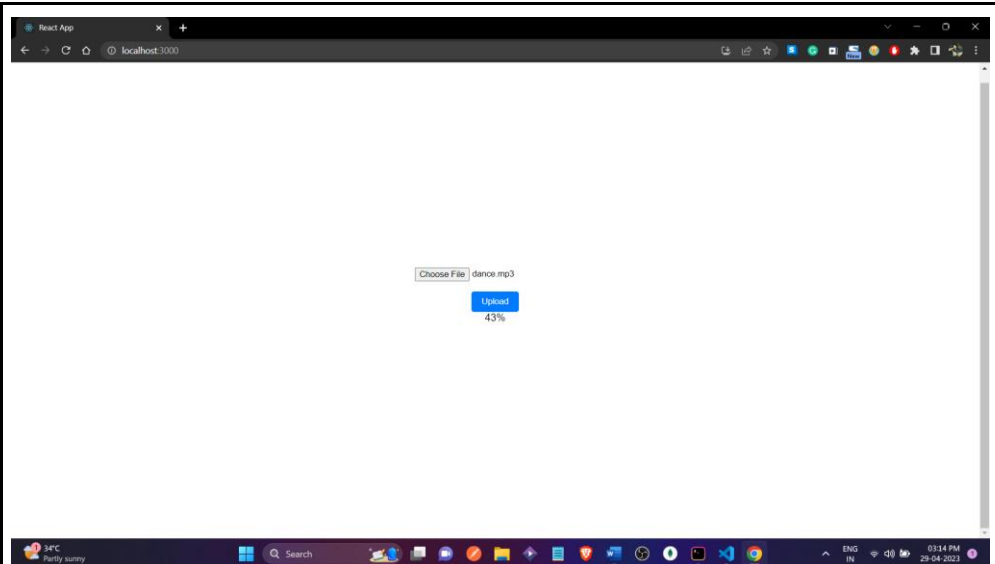 React App
localhost:3000
Choose File dance.mp3
Upload
43%
34°C
Partly sunny
Search
ENG
IN
03:14 PM
29-04-2023